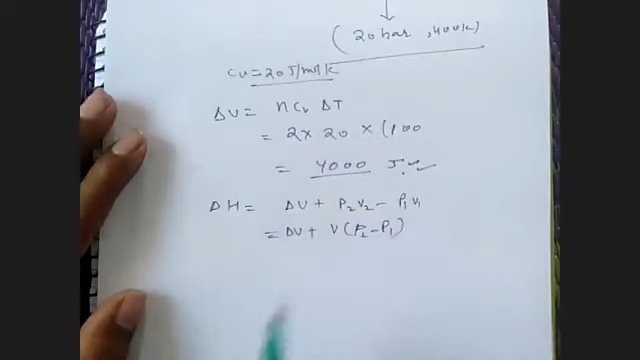 (20 bar, 400K)
Cv = 20 J/mol K
ΔU = n Cv ΔT
= 2 × 20 × (100
= 4000 J.
ΔH = ΔU + P₂V₂ - P₁V₁
= ΔU + V(P₂-P₁)